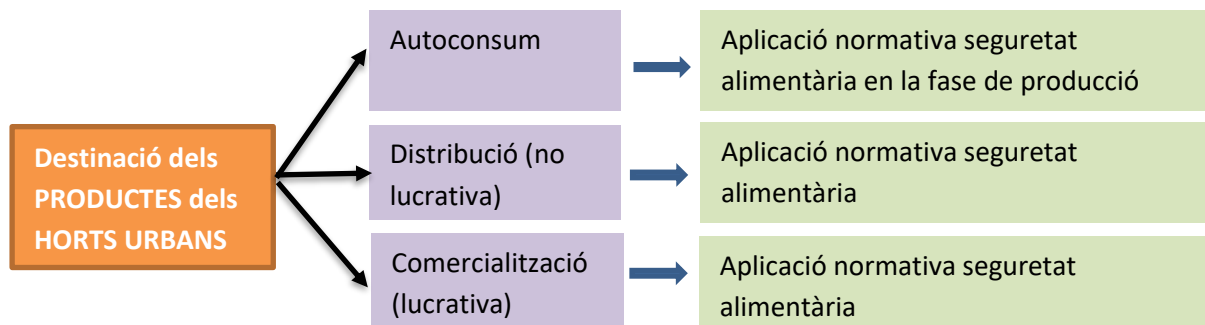 Destinació dels
PRODUCTES dels
HORTS URBANS
Autoconsum
Aplicació normativa seguretat
alimentària en la fase de producció
Distribució (no
lucrativa)
Aplicació normativa seguretat
alimentària
Comercialització
(lucrativa)
Aplicació normativa seguretat
alimentària